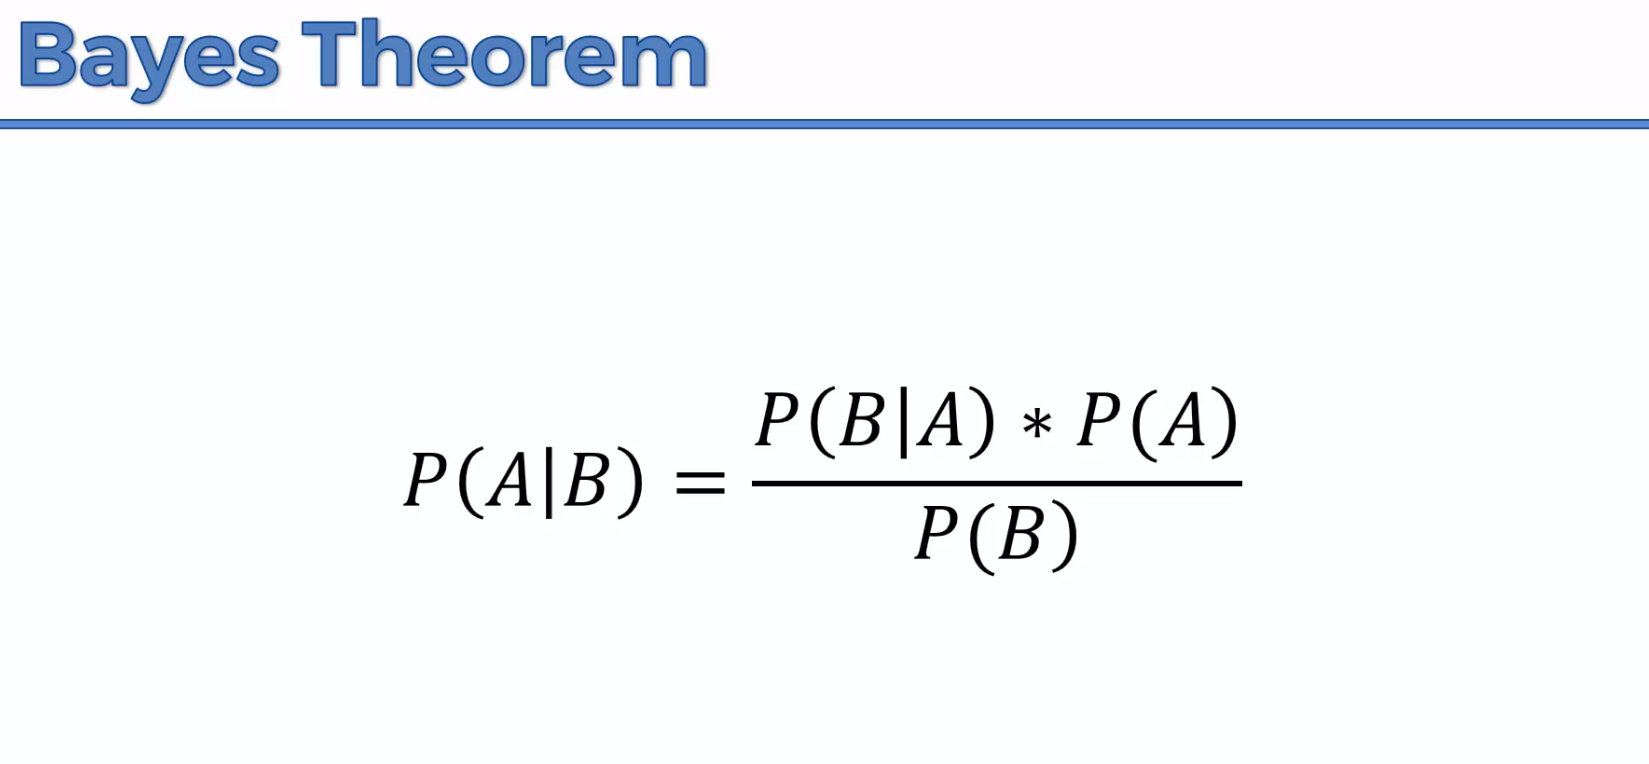 Bayes Theorem
P(A|B) = P(B|A) * P(A) / P(B)